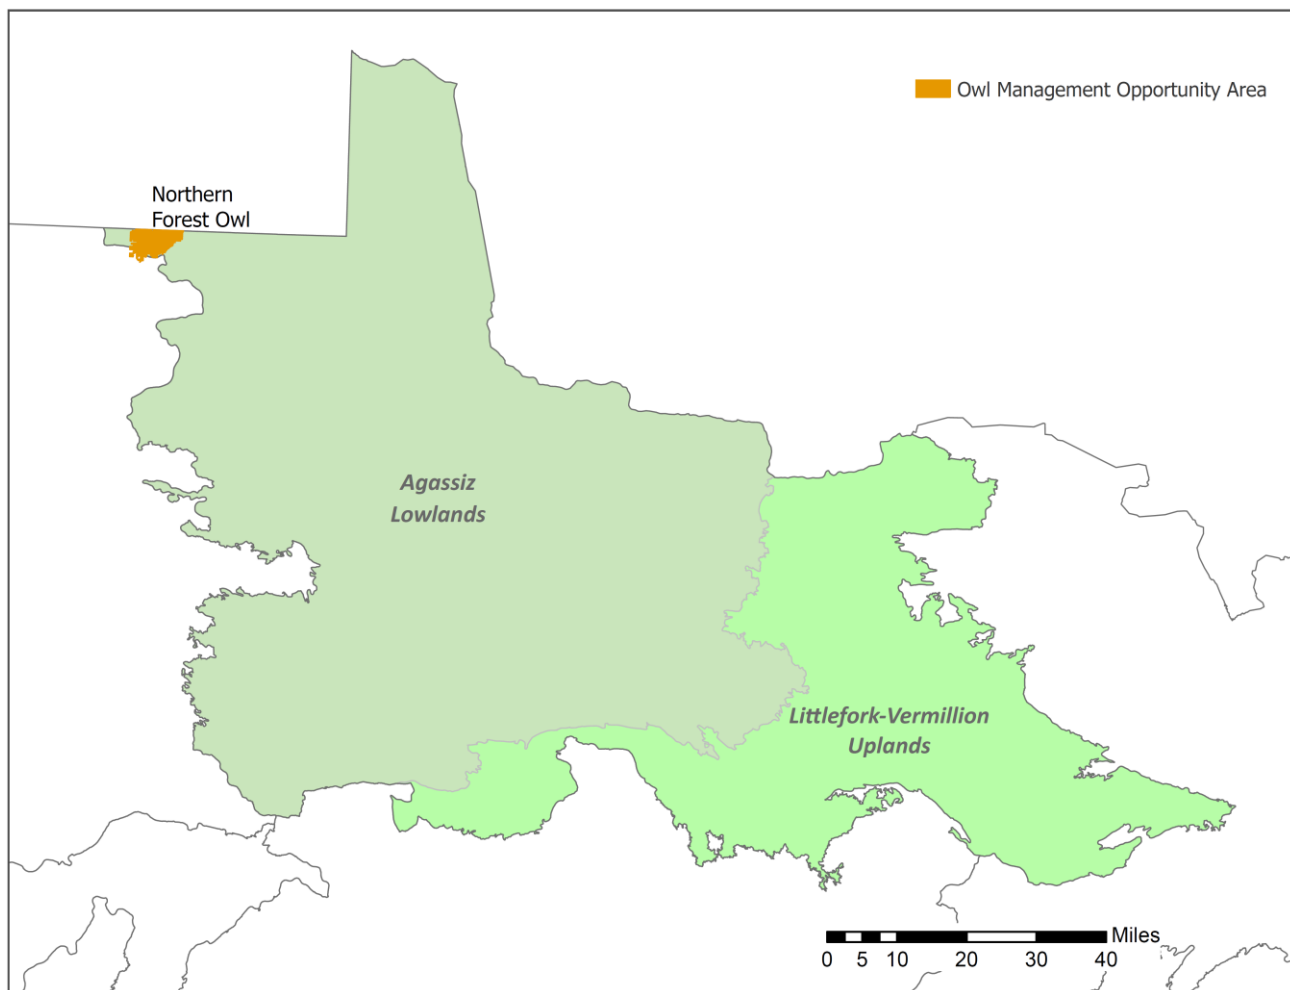 Owl Management Opportunity Area
Northern
Forest Owl
Agassiz
Lowlands
Littlefork-Vermillion
Uplands
Miles
0 5 10 20 30 40